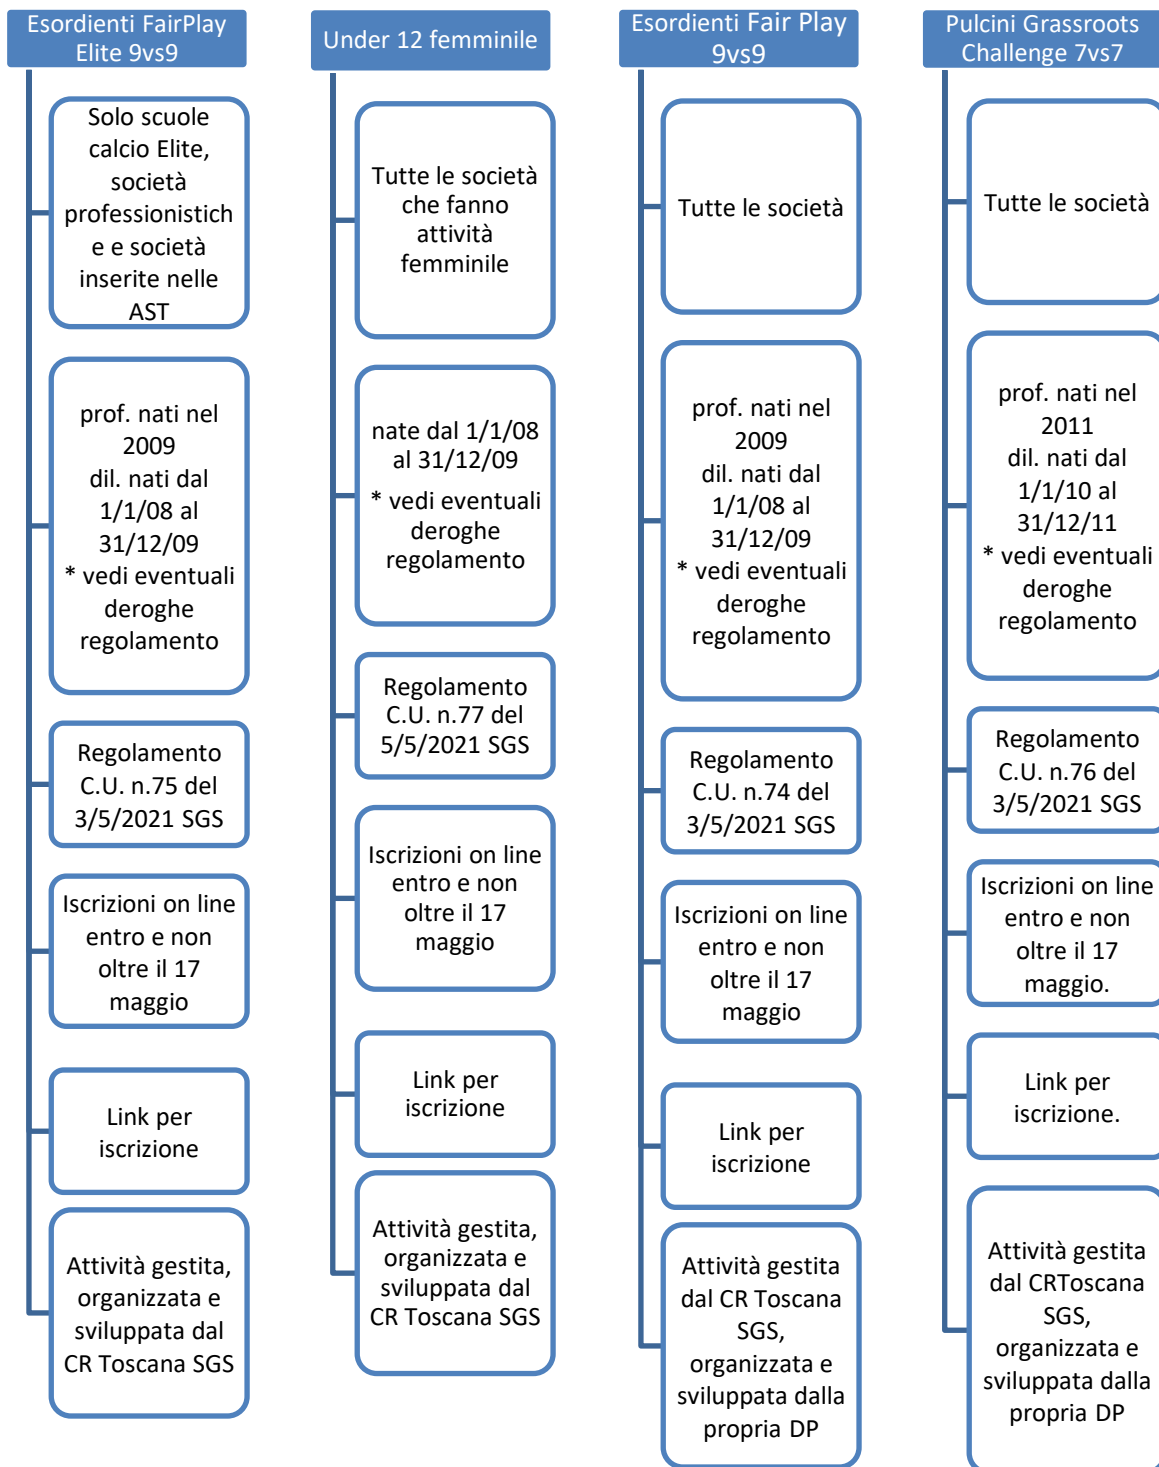 Esordienti FairPlay
Elite 9vs9
Solo scuole
calcio Elite,
società
professionistich
e e società
inserite nelle
AST
prof. nati nel
2009
dil. nati dal
1/1/08 al
31/12/09
* vedi eventuali
deroghe
regolamento
Regolamento
C.U. n.75 del
3/5/2021 SGS
Iscrizioni on line
entro e non
oltre il 17
maggio
Link per
iscrizione
Attività gestita,
organizzata e
sviluppata dal
CR Toscana SGS
Under 12 femminile
Tutte le società
che fanno
attività
femminile
nate dal 1/1/08
al 31/12/09
* vedi eventuali
deroghe
regolamento
Regolamento
C.U. n.77 del
5/5/2021 SGS
Iscrizioni on line
entro e non
oltre il 17
maggio
Link per
iscrizione
Attività gestita,
organizzata e
sviluppata dal
CR Toscana SGS
Esordienti Fair Play
9vs9
Tutte le società
prof. nati nel
2009
dil. nati dal
1/1/08 al
31/12/09
* vedi eventuali
deroghe
regolamento
Regolamento
C.U. n.74 del
3/5/2021 SGS
Iscrizioni on line
entro e non
oltre il 17
maggio
Link per
iscrizione
Attività gestita
dal CR Toscana
SGS,
organizzata e
sviluppata dalla
propria DP
Pulcini Grassroots
Challenge 7vs7
Tutte le società
prof. nati nel
2011
dil. nati dal
1/1/10 al
31/12/11
* vedi eventuali
deroghe
regolamento
Regolamento
C.U. n.76 del
3/5/2021 SGS
Iscrizioni on line
entro e non
oltre il 17
maggio.
Link per
iscrizione.
Attività gestita
dal CRToscana
SGS,
organizzata e
sviluppata dalla
propria DP